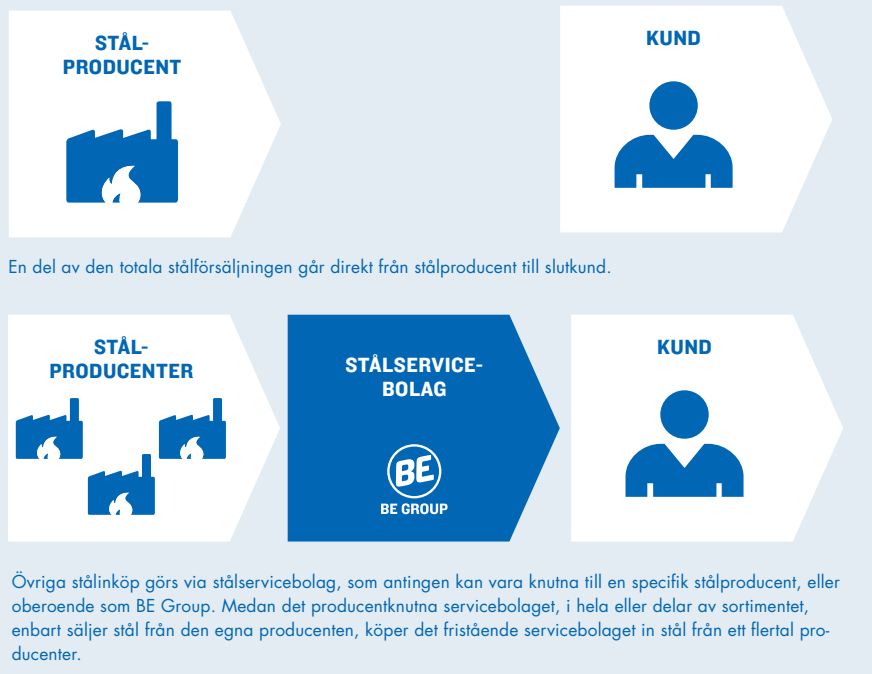 STÅL-
PRODUCENT
KUND
En del av den totala stålförsäljningen går direkt från stålproducent till slutkund.
STÅL-
PRODUCENTER
STÅLSERVICE-
BOLAG
BE
BE GROUP
KUND
Övriga stålinköp görs via stålservicebolag, som antingen kan vara knutna till en specifik stålproducent, eller
oberoende som BE Group. Medan det producentknutna servicebolaget, i hela eller delar av sortimentet,
enbart säljer stål från den egna producenten, köper det fristående servicebolaget in stål från ett flertal pro-
ducenter.